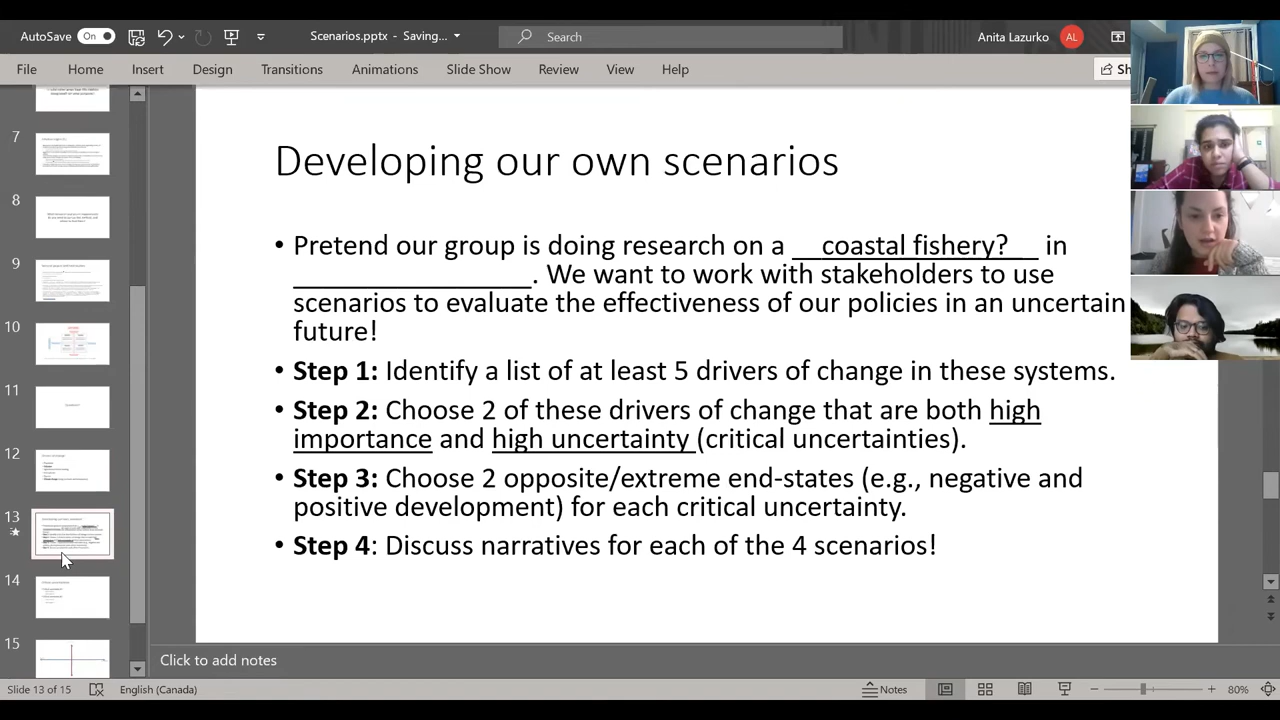 AutoSave On Scenarios.pptx - Saving... Search Anita Lazurko AL
File Home Insert Design Transitions Animations Slide Show Review View Help Sh
7
8
9
10
11
12
13
14
15
Developing our own scenarios
• Pretend our group is doing research on a __coastal fishery?__ in
_________________. We want to work with stakeholders to use
scenarios to evaluate the effectiveness of our policies in an uncertain
future!
• Step 1: Identify a list of at least 5 drivers of change in these systems.
• Step 2: Choose 2 of these drivers of change that are both high
importance and high uncertainty (critical uncertainties).
• Step 3: Choose 2 opposite/extreme end-states (e.g., negative and
positive development) for each critical uncertainty.
• Step 4: Discuss narratives for each of the 4 scenarios!
Click to add notes
Slide 13 of 15 English (Canada) Notes 80%